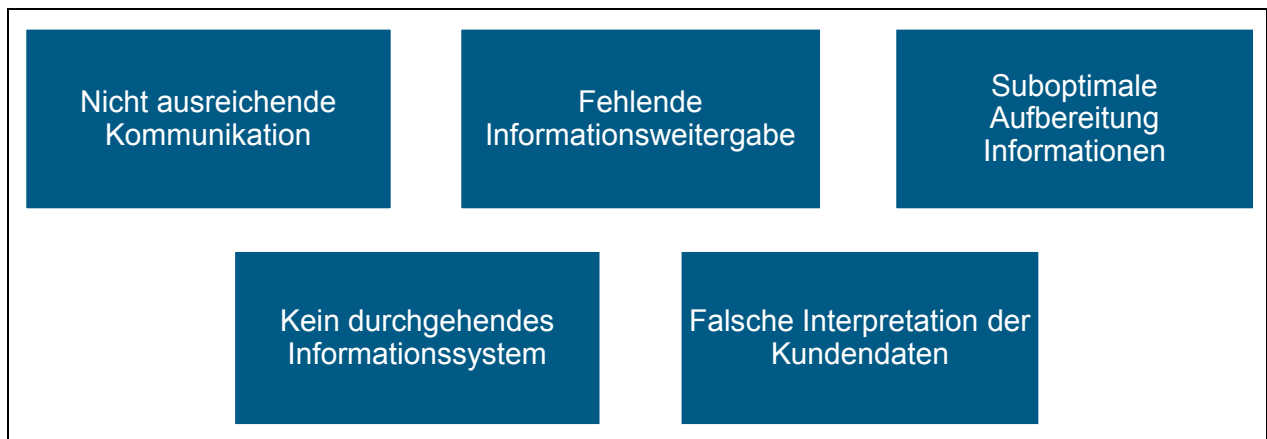 Nicht ausreichende
Kommunikation
Fehlende
Informationsweitergabe
Suboptimale
Aufbereitung
Informationen
Kein durchgehendes
Informationssystem
Falsche Interpretation der
Kundendaten